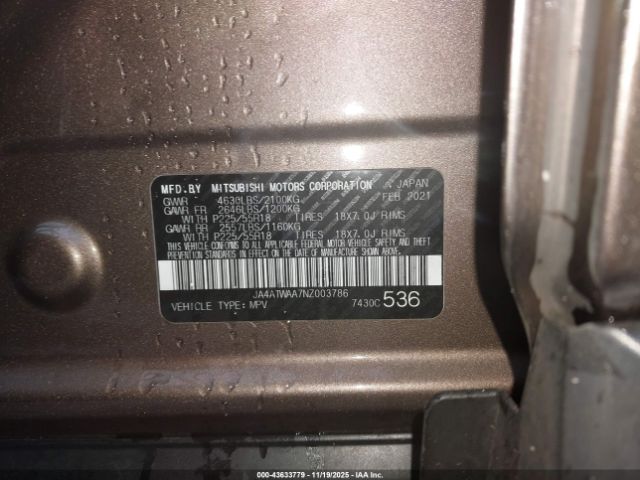 MFD.BY MITSUBISHI MOTORS CORPORATION JAPAN
GVWR 4630LBS/2100KG FEB 2021
GAWR FR 2646LBS/1200KG
WITH P225/55R18 TIRES 18X7.0J RIMS
GAWR RR 2557LBS/1160KG
WITH P225/55R18 TIRES 18X7.0J RIMS
THIS VEHICLE CONFORMS TO ALL APPLICABLE FEDERAL MOTOR VEHICLE SAFETY AND
THEFT PREVENTION STANDARDS IN EFFECT ON THE DATE OF MANUFACTURE SHOWN ABOVE.
JA4ATWAA7NZ003786
VEHICLE TYPE: MPV 7430C 536
000-43633779 - 11/19/2025 - IAA Inc.